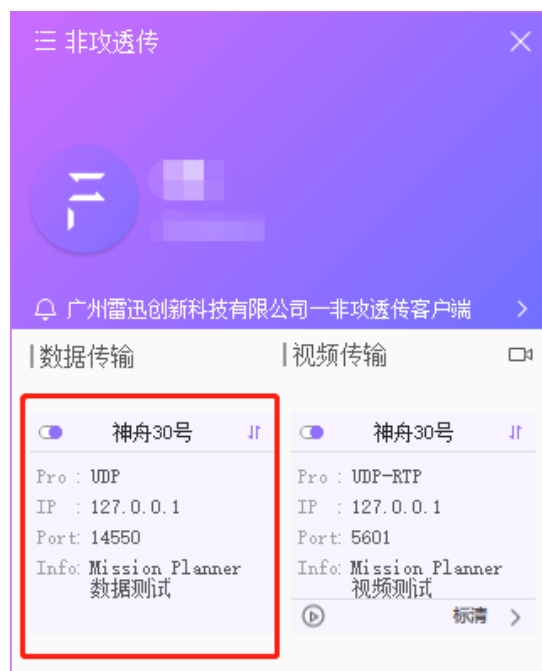 非攻透传
广州雷迅创新科技有限公司一非攻透传客户端
数据传输
视频传输
神舟30号
Pro : UDP
IP : 127.0.0.1
Port: 14550
Info: Mission Planner
数据测试
神舟30号
Pro : UDP-RTP
IP : 127.0.0.1
Port: 5601
Info: Mission Planner
视频测试
标清